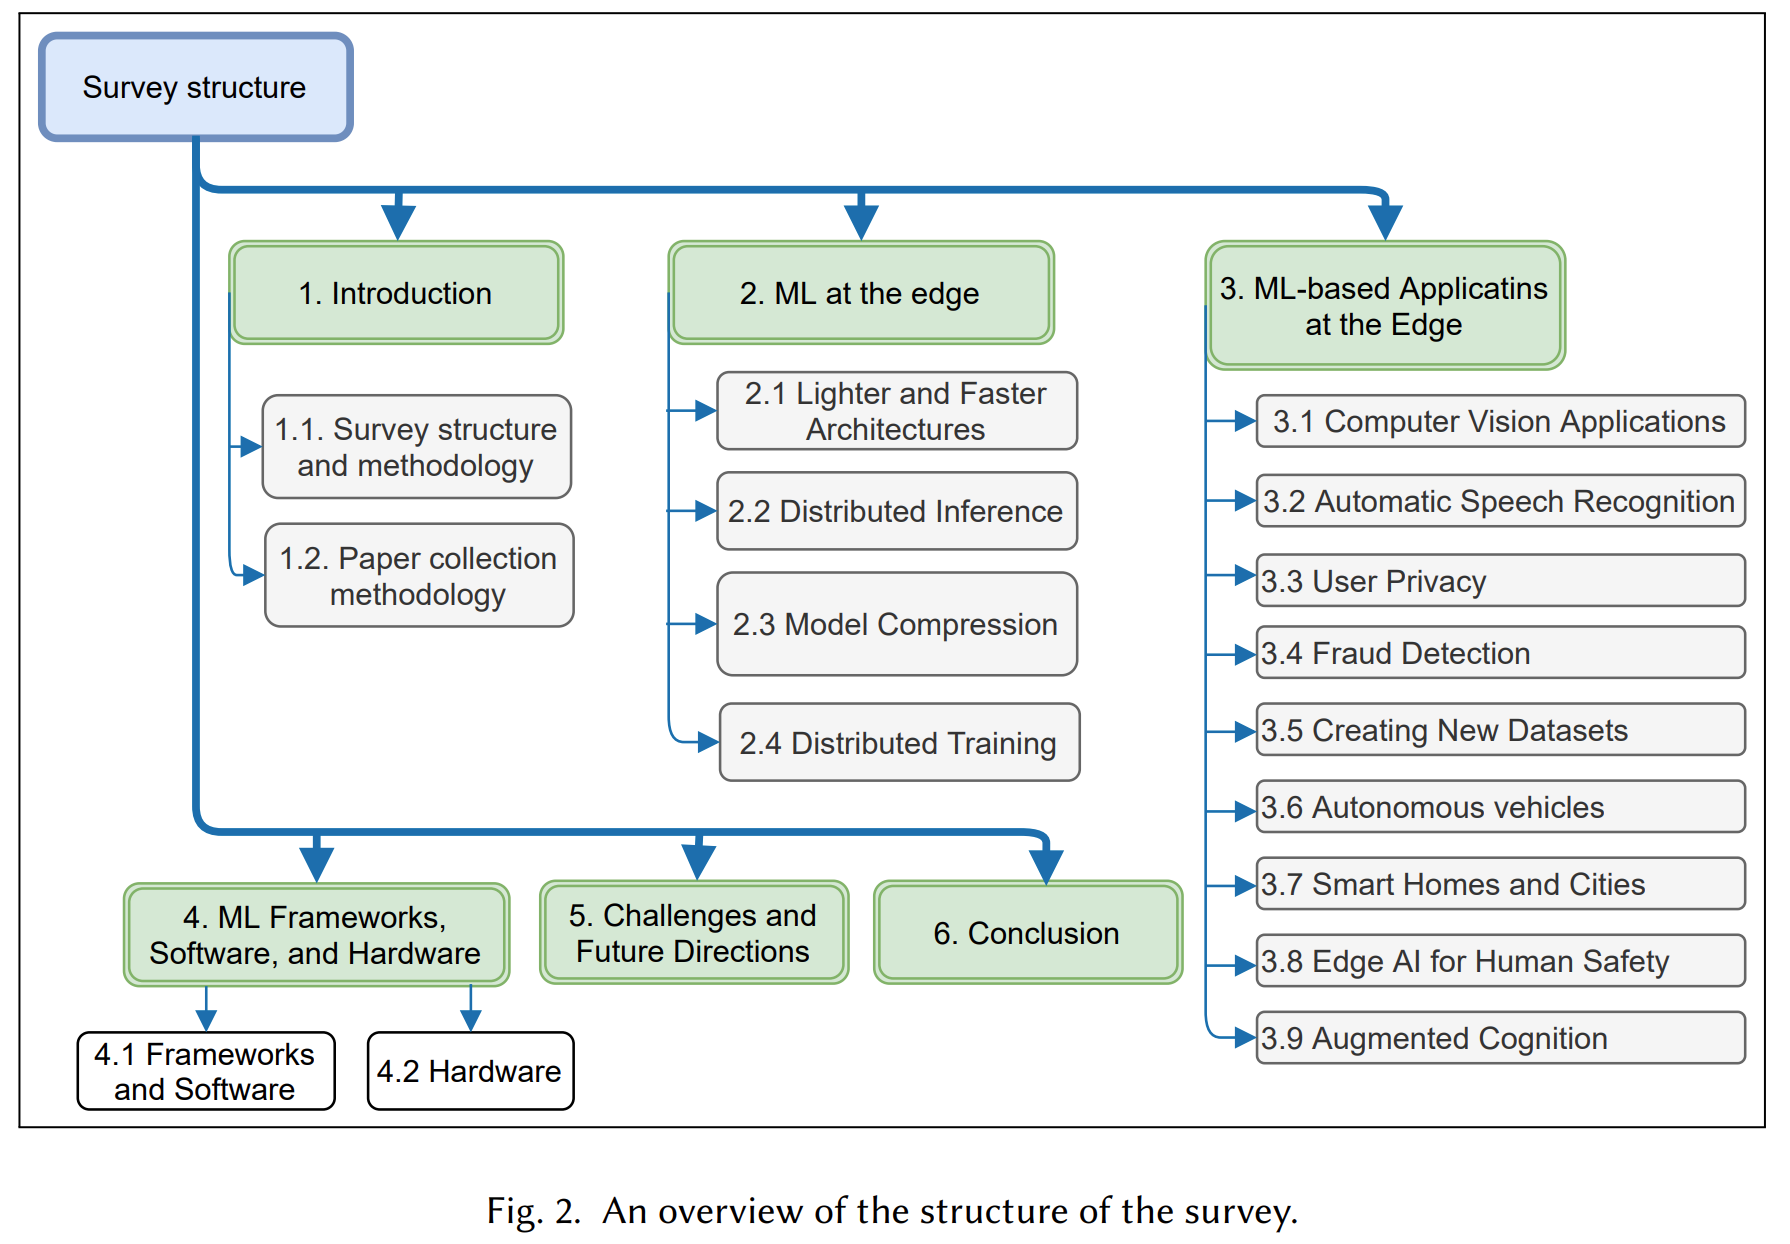 Survey structure
1. Introduction
1.1. Survey structure
and methodology
1.2. Paper collection
methodology
2. ML at the edge
2.1 Lighter and Faster
Architectures
2.2 Distributed Inference
2.3 Model Compression
2.4 Distributed Training
3. ML-based Applicatins
at the Edge
3.1 Computer Vision Applications
3.2 Automatic Speech Recognition
3.3 User Privacy
3.4 Fraud Detection
3.5 Creating New Datasets
3.6 Autonomous vehicles
3.7 Smart Homes and Cities
3.8 Edge AI for Human Safety
3.9 Augmented Cognition
4. ML Frameworks,
Software, and Hardware
4.1 Frameworks
and Software
4.2 Hardware
5. Challenges and
Future Directions
6. Conclusion
Fig. 2. An overview of the structure of the survey.